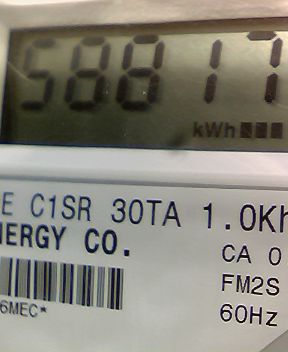 58817
kWh
E C1SR 30TA 1.0Kh
NERGY CO.
CA 0
FM2S
60Hz
6MEC*